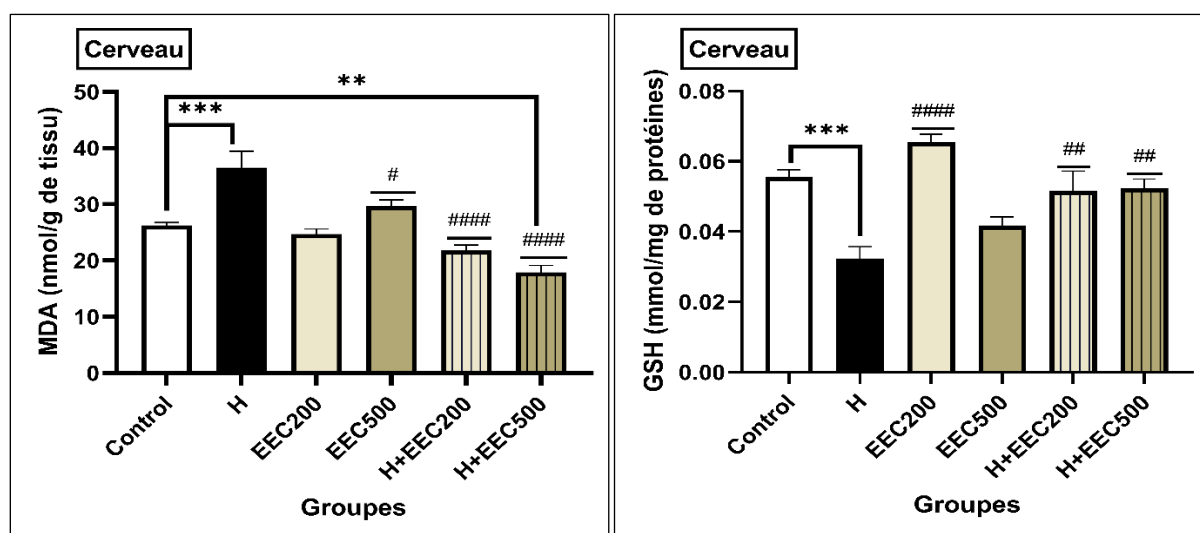 Cerveau
MDA (nmol/g de tissu)
50
40
30
20
10
0
**
***
#
####
####
Control
H
EEC200
EEC500
H+EEC200
H+EEC500
Groupes
Cerveau
GSH (mmol/mg de protéines)
0.08
0.06
0.04
0.02
0.00
***
####
##
##
Control
H
EEC200
EEC500
H+EEC200
H+EEC500
Groupes